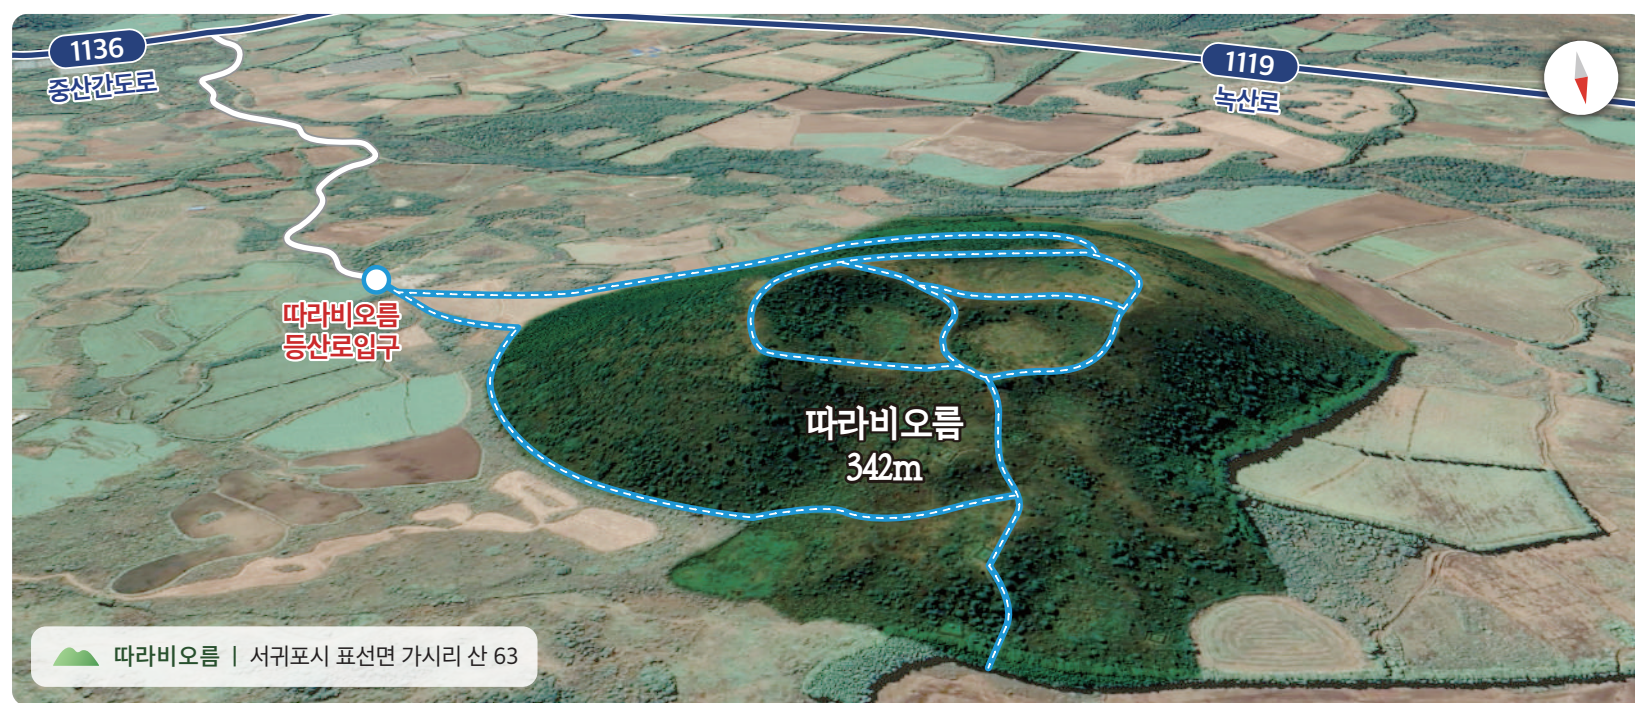 1136
중산간도로
1119
녹산로
따라비오름
등산로입구
따라비오름
342m
따라비오름 | 서귀포시 표선면 가시리 산 63